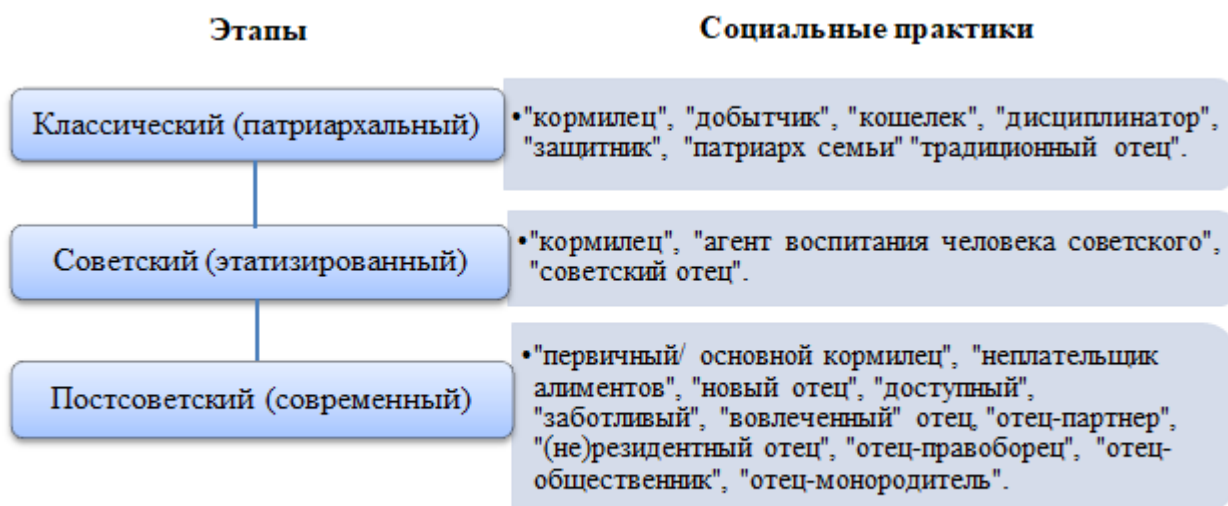 Этапы
Социальные практики
Классический (патриархальный)
•"кормилец", "добытчик", "кошелек", "дисциплинатор",
"защитник", "патриарх семьи" "традиционный отец".
Советский (этатизированный)
•"кормилец", "агент воспитания человека советского",
"советский отец".
Постсоветский (современный)
•"первичный/ основной кормилец", "неплательщик
алиментов", "новый отец", "доступный",
"заботливый", "вовлеченный" отец, "отец-партнер",
"(не)резидентный отец", "отец-правоборец", "отец-
общественник", "отец-монородитель".